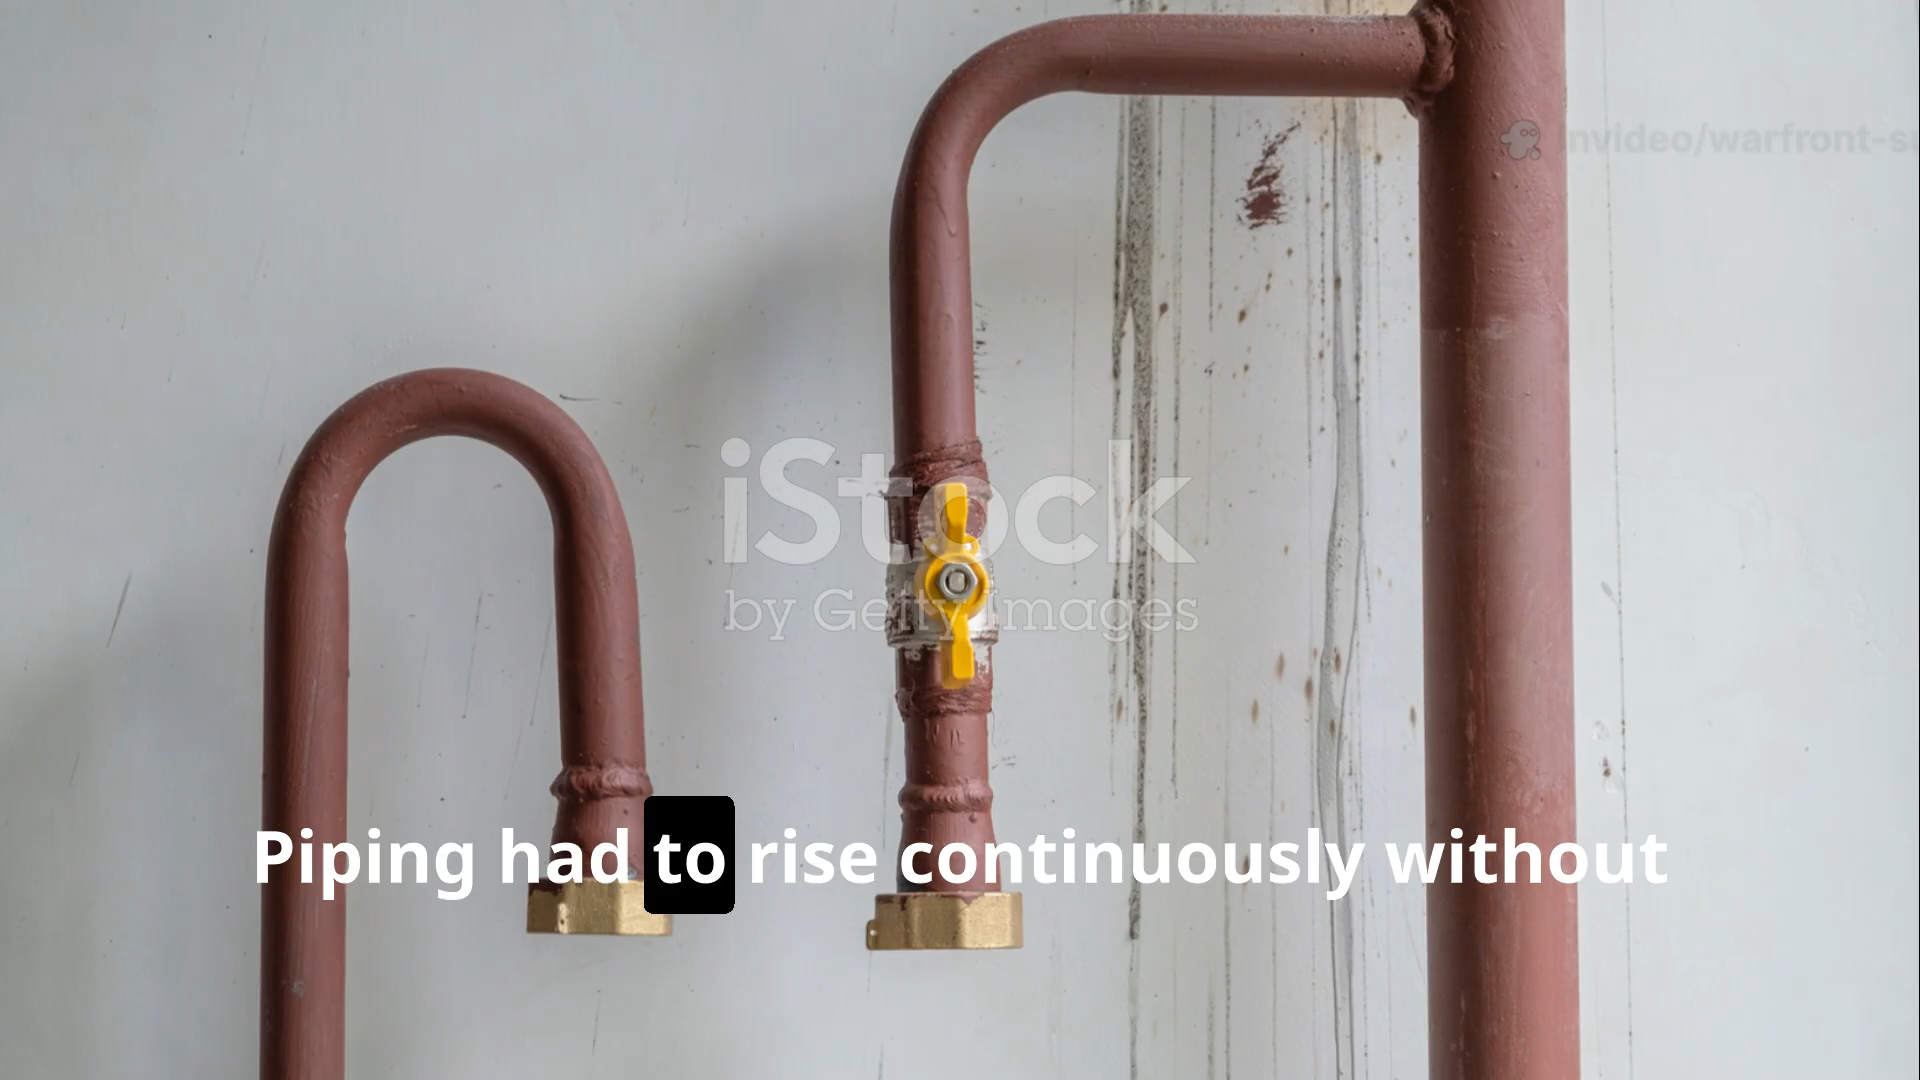 invideo/warfront-s
iStock
by Getty Images
Piping had to rise continuously without